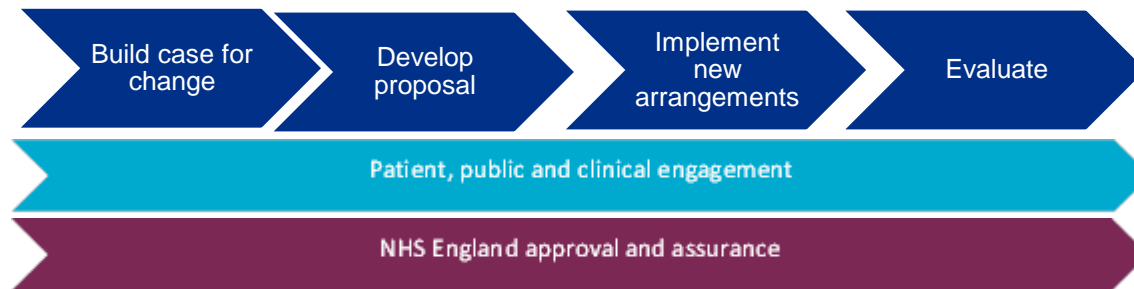 Build case for
change
Develop
proposal
Implement
new
arrangements
Evaluate
Patient, public and clinical engagement
NHS England approval and assurance